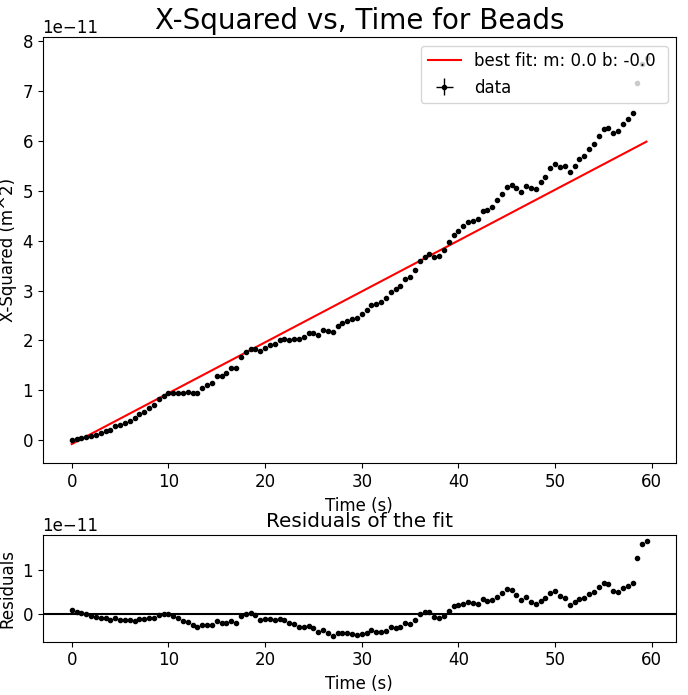 X-Squared vs, Time for Beads
1e−11
best fit: m: 0.0 b: -0.0
data
8
7
6
5
4
3
2
1
0
X-Squared (m^2)
0 10 20 30 40 50 60
Time (s)
Residuals of the fit
1e−11
1
0
Residuals
0 10 20 30 40 50 60
Time (s)